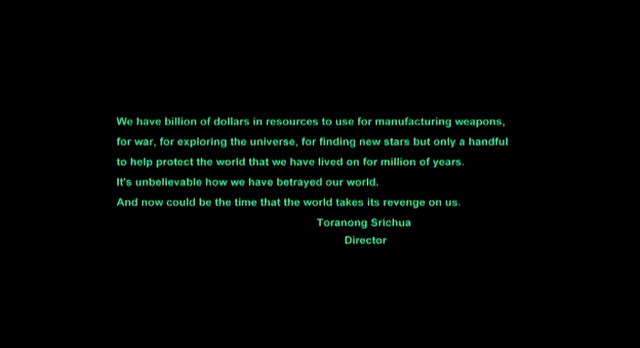 We have billion of dollars in resources to use for manufacturing weapons,
for war, for exploring the universe, for finding new stars but only a handful
to help protect the world that we have lived on for million of years.
It's unbelievable how we have betrayed our world.
And now could be the time that the world takes its revenge on us.
Toranong Srichua
Director